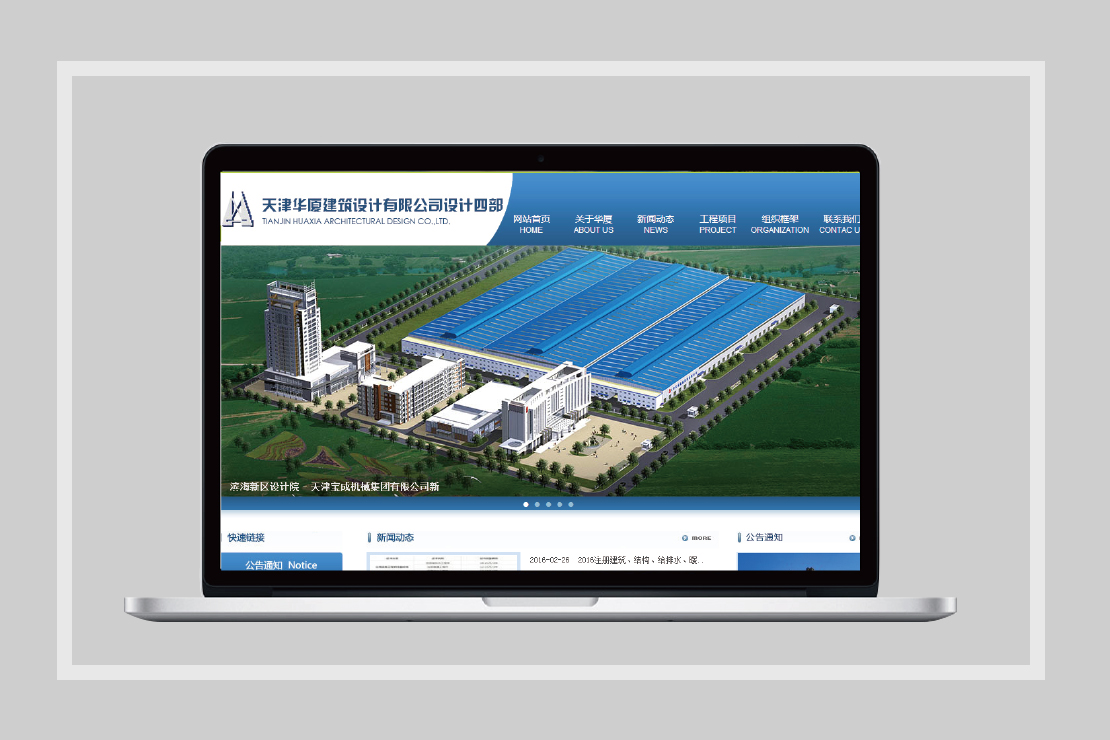 天津华厦建筑设计有限公司设计四部
TIANJIN HUAXIA ARCHITECTURAL DESIGN CO.,LTD.
网站首页 关于华厦 新闻动态 工程项目 组织框架 联系我们
HOME ABOUT US NEWS PROJECT ORGANIZATION CONTAC U
滨海新区设计院 - 天津宝成机械集团有限公司新
快速链接
公告通知 Notice
新闻动态
MORE
2016-02-26 2016注册建筑、结构、给排水、暖..
公告通知